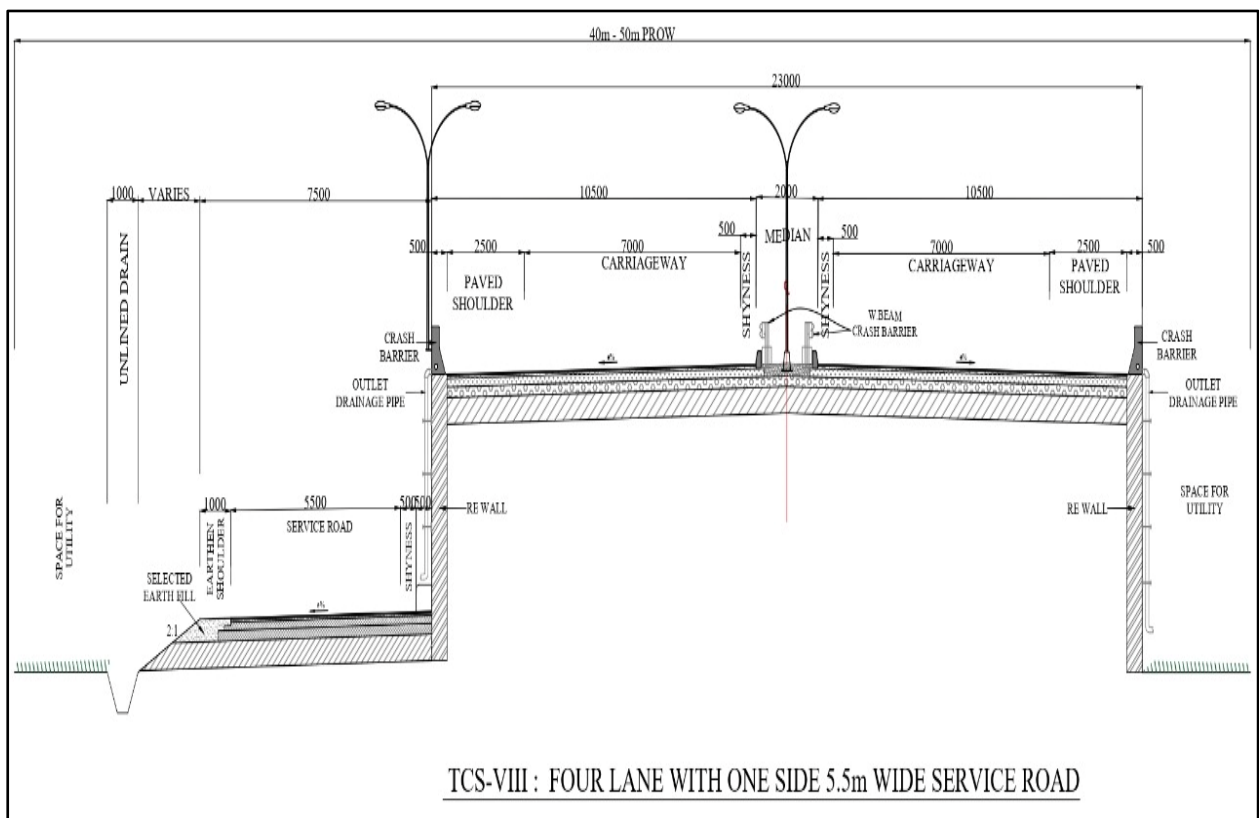 40m - 50m PROW
23000
1000
VARIES
7500
10500
2000
10500
500
2500
7000
500
MEDIAN
500
7000
2500
500
CARRIAGEWAY
CARRIAGEWAY
PAVED
SHOULDER
SHYNESS
SHYNESS
PAVED
SHOULDER
UNLINED DRAIN
W.BEAM
CRASH BARRIER
CRASH
BARRIER
CRASH
BARRIER
OUTLET
DRAINAGE PIPE
OUTLET
DRAINAGE PIPE
SPACE FOR
UTILITY
1000
5500
500
500
EARTHEN
SHOULDER
SERVICE ROAD
SHYNESS
RE WALL
RE WALL
SPACE FOR
UTILITY
SELECTED
EARTH FILL
2:1
TCS-VIII : FOUR LANE WITH ONE SIDE 5.5m WIDE SERVICE ROAD